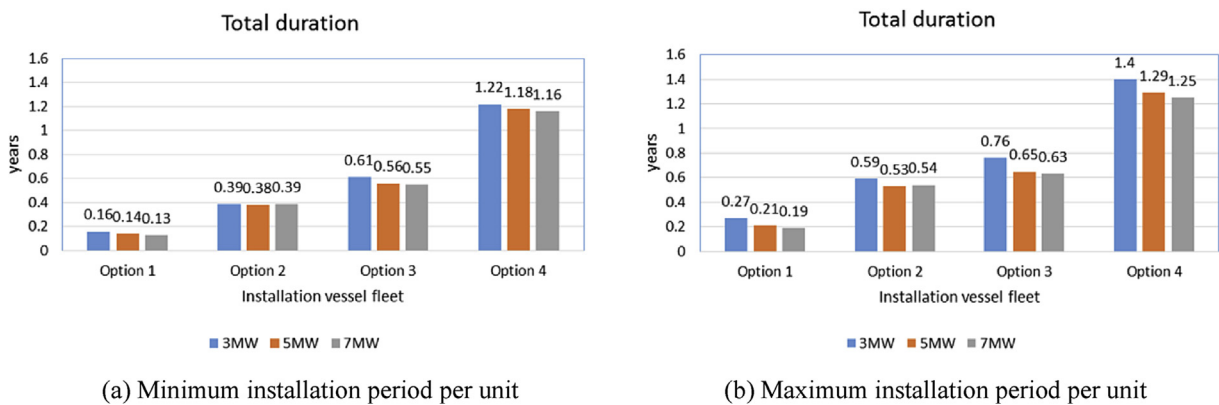 Total duration
1.6
1.4
1.2
1
0.8
0.6
0.4
0.2
0
years
0.16 0.14 0.13
0.39 0.38 0.39
0.61 0.56 0.55
1.22 1.18 1.16
Option 1 Option 2 Option 3 Option 4
Installation vessel fleet
3MW 5MW 7MW
(a) Minimum installation period per unit
Total duration
1.6
1.4
1.2
1
0.8
0.6
0.4
0.2
0
years
0.27 0.21 0.19
0.59 0.53 0.54
0.76 0.65 0.63
1.4 1.29 1.25
Option 1 Option 2 Option 3 Option 4
Installation vessel fleet
3MW 5MW 7MW
(b) Maximum installation period per unit